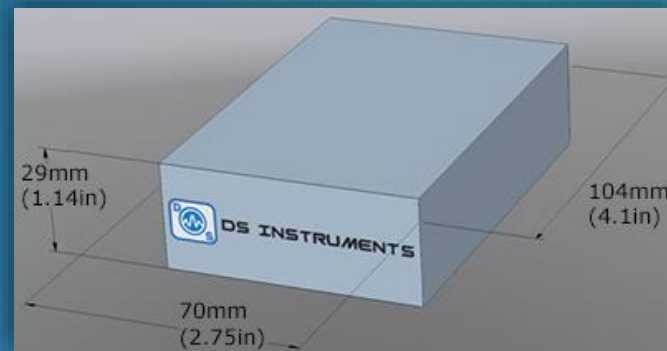 29mm
(1.14in)
D
S
DS INSTRUMENTS
104mm
(4.1in)
70mm
(2.75in)